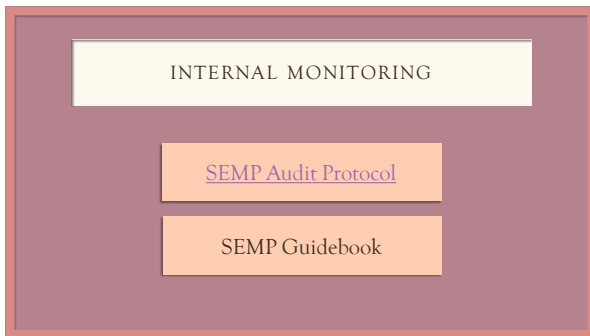 INTERNAL MONITORING
SEMP Audit Protocol
SEMP Guidebook